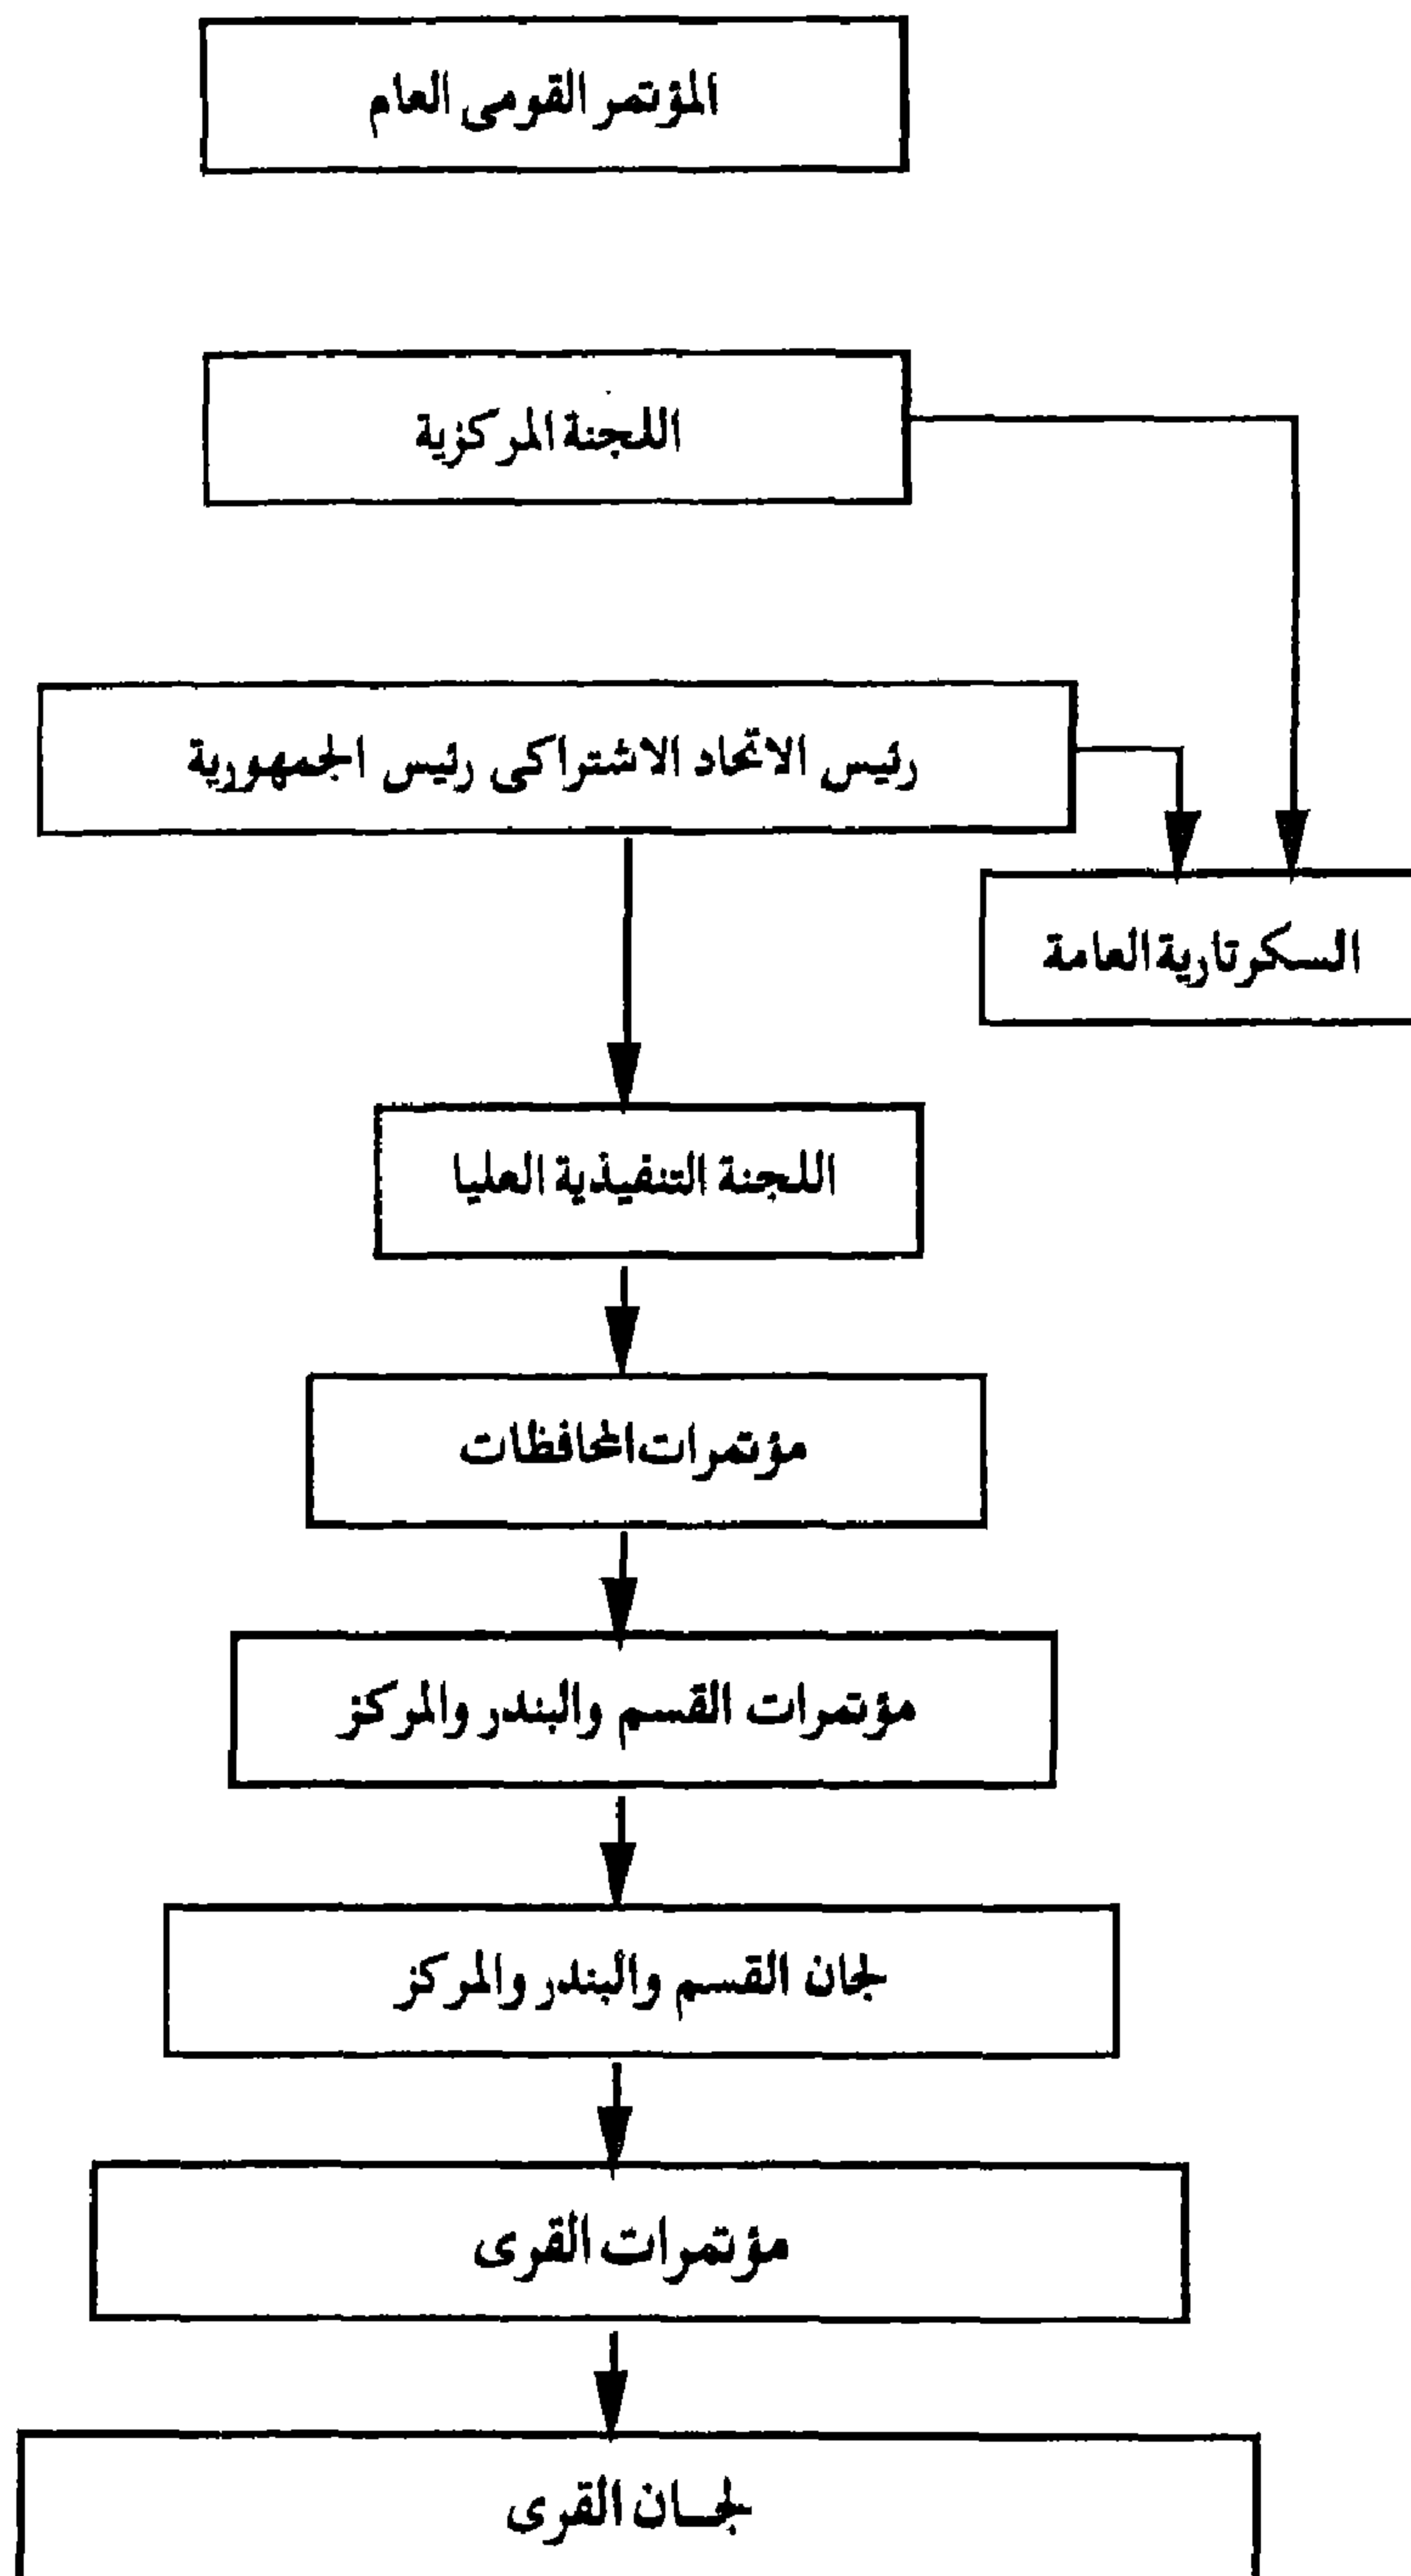 المؤتمر القومى العام
اللجنة المركزية
رئيس الاتحاد الاشتراكى رئيس الجمهورية
السكرتارية العامة
اللجنة التنفيذية العليا
مؤتمرات المحافظات
مؤتمرات القسم والبندر والمركز
لجان القسم والبندر والمركز
مؤتمرات القرى
لجان القرى